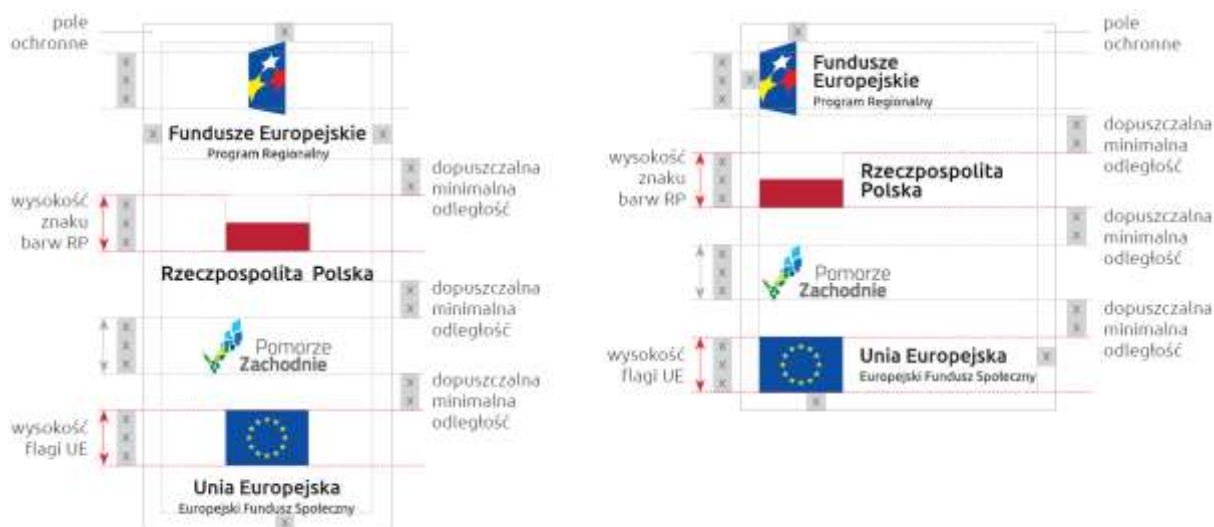 pole
ochronne
x
x
x
x
x
x
Fundusze Europejskie
x
Program Regionalny
x
x
dopuszczalna
minimalna
odległość
wysokość
znaku
barw RP
x
x
x
Rzeczpospolita Polska
x
x
dopuszczalna
minimalna
odległość
x
x
x
Pomorze
Zachodnie
x
x
dopuszczalna
minimalna
odległość
wysokość
flagi UE
x
x
x
Unia Europejska
Europejski Fundusz Społeczny
x
x
pole
ochronne
x
x
x
x
Fundusze
Europejskie
Program Regionalny
x
x
dopuszczalna
minimalna
odległość
wysokość
znaku
barw RP
x
x
x
Rzeczpospolita
Polska
x
x
dopuszczalna
minimalna
odległość
x
x
x
Pomorze
Zachodnie
x
x
dopuszczalna
minimalna
odległość
wysokość
flagi UE
x
x
x
Unia Europejska
Europejski Fundusz Społeczny
x
x